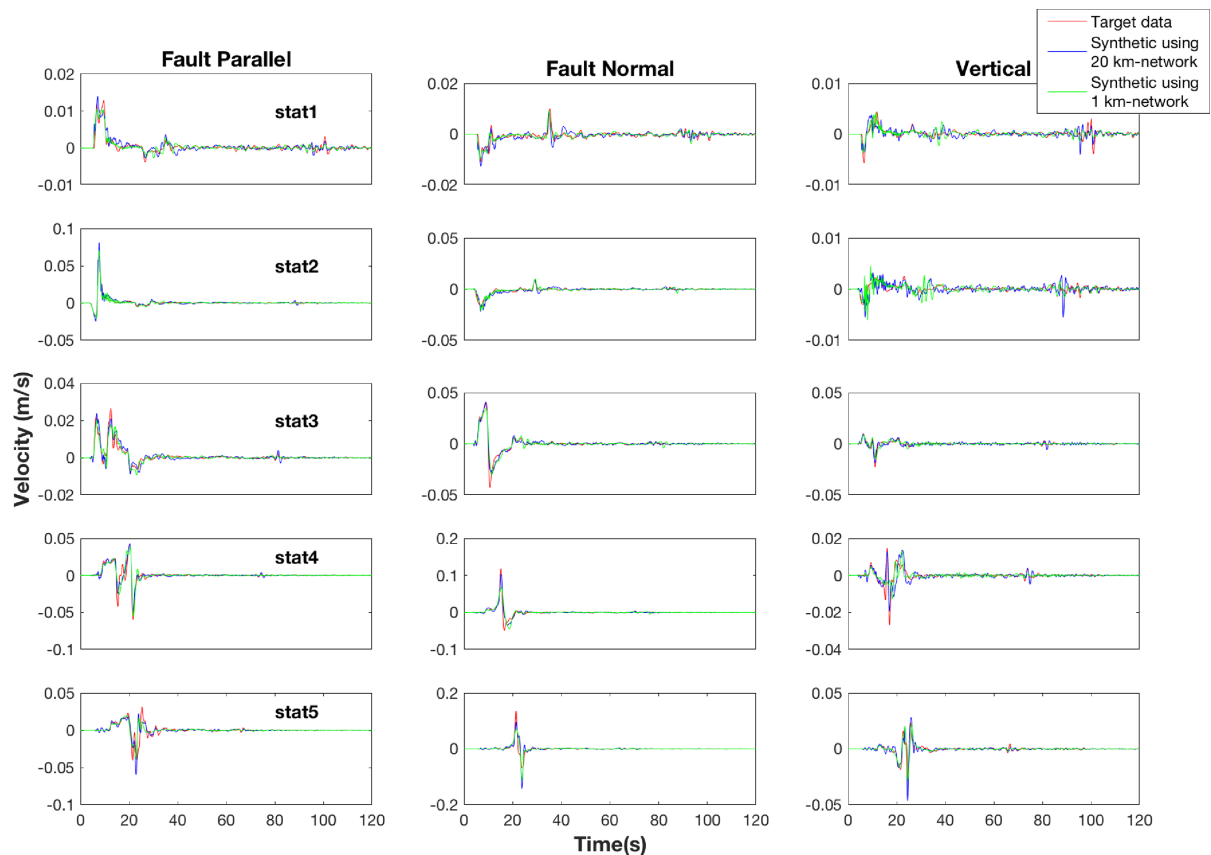 Target data
Synthetic using
20 km-network
Synthetic using
1 km-network
Fault Parallel
Fault Normal
Vertical
0.02
0.01
0
-0.01
stat1
0.02
0
-0.02
0.01
0
-0.01
0.1
0.05
0
-0.05
stat2
0.05
0
-0.05
0.01
0
-0.01
Velocity (m/s)
0.04
0.02
0
-0.02
stat3
0.05
0
-0.05
0.05
0
-0.05
0.05
0
-0.05
-0.1
stat4
0.2
0.1
0
-0.1
0.02
0
-0.02
-0.04
0.05
0
-0.05
-0.1
stat5
0.2
0
-0.2
0.05
0
-0.05
0 20 40 60 80 100 120
0 20 40 60 80 100 120
0 20 40 60 80 100 120
Time(s)